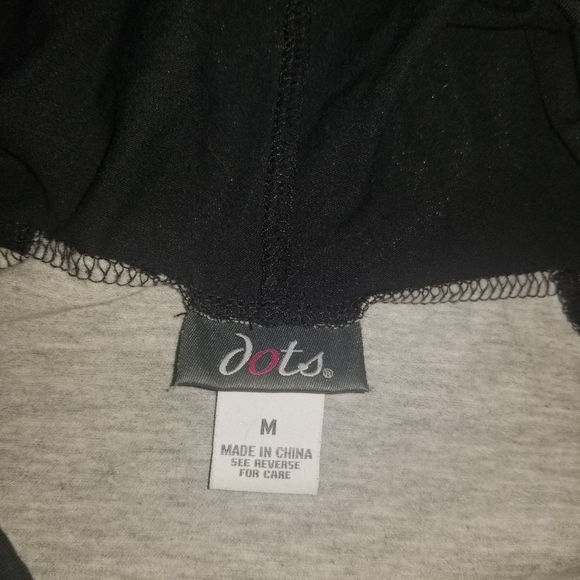 dots®
M
MADE IN CHINA
SEE REVERSE
FOR CARE